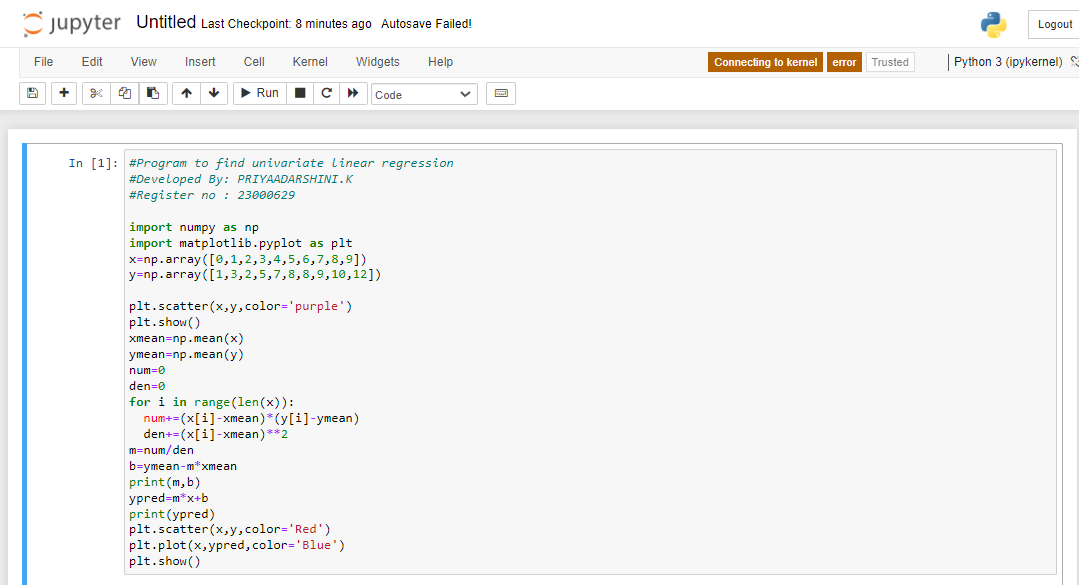 jupyter Untitled Last Checkpoint: 8 minutes ago Autosave Failed!
Logout
File Edit View Insert Cell Kernel Widgets Help Connecting to kernel error Trusted Python 3 (ipykernel)
Run Code
In [1]: #Program to find univariate linear regression
#Developed By: PRIYAADARSHINI.K
#Register no : 23000629
import numpy as np
import matplotlib.pyplot as plt
x=np.array([0,1,2,3,4,5,6,7,8,9])
y=np.array([1,3,2,5,7,8,8,9,10,12])
plt.scatter(x,y,color='purple')
plt.show()
xmean=np.mean(x)
ymean=np.mean(y)
num=0
den=0
for i in range(len(x)):
  num+=(x[i]-xmean)*(y[i]-ymean)
  den+=(x[i]-xmean)**2
m=num/den
b=ymean-m*xmean
print(m,b)
ypred=m*x+b
print(ypred)
plt.scatter(x,y,color='Red')
plt.plot(x,ypred,color='Blue')
plt.show()